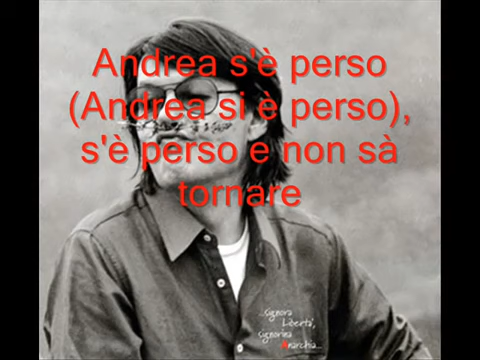 Andrea s'è perso
(Andrea si è perso),
s'è perso e non sà
tornare
...signora
Libertà,
signorina
Anarchia...